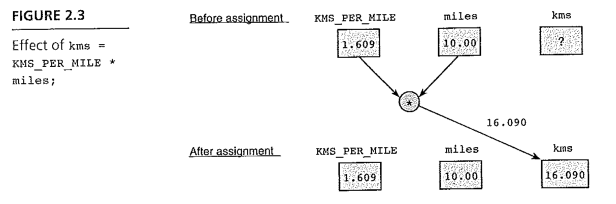 FIGURE 2.3
Effect of kms =
KMS_PER_MILE *
miles;
Before assignment KMS_PER_MILE miles kms
1.609 10.00 ?
*
16.090
After assignment KMS_PER_MILE miles kms
1.609 10.00 16.090